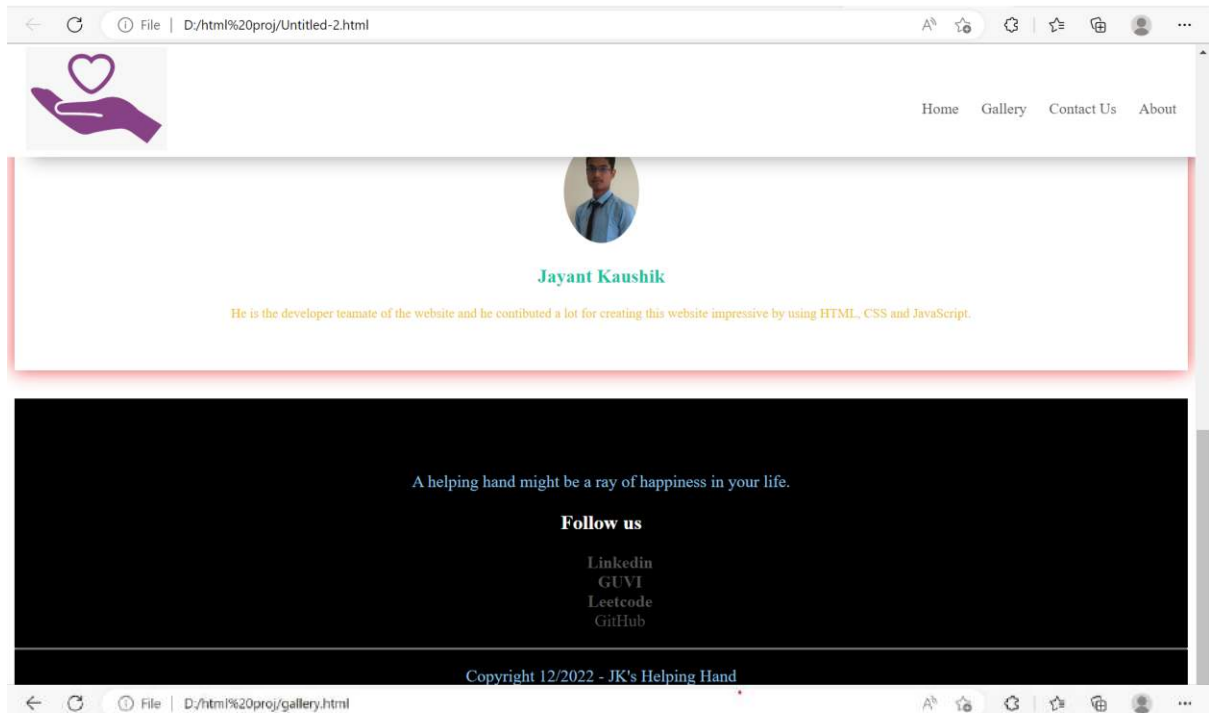 File | D:/html%20proj/Untitled-2.html
Home Gallery Contact Us About
Jayant Kaushik
He is the developer teamate of the website and he contibuted a lot for creating this website impressive by using HTML, CSS and JavaScript.
A helping hand might be a ray of happiness in your life.
Follow us
Linkedin
GUVI
Leetcode
GitHub
Copyright 12/2022 - JK's Helping Hand
File | D:/html%20proj/gallery.html